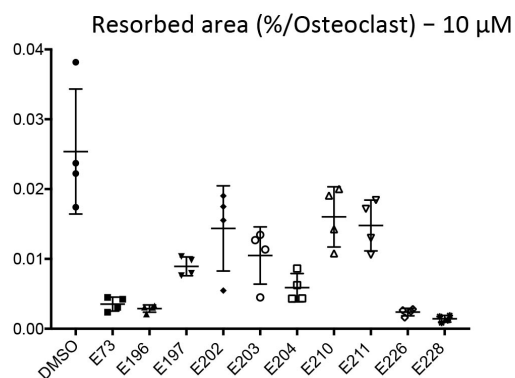 Resorbed area (%/Osteoclast) − 10 µM
0.04
0.03
0.02
0.01
0.00
DMSO
E73
E196
E197
E202
E203
E204
E210
E211
E226
E228